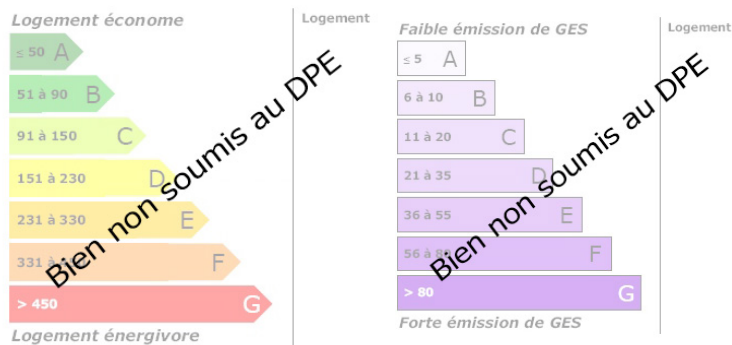 Logement économe
Logement
≤ 50 A
51 à 90 B
91 à 150 C
151 à 230 D
231 à 330 E
331 à F
> 450 G
Logement énergivore
Bien non soumis au DPE
Faible émission de GES
Logement
≤ 5 A
6 à 10 B
11 à 20 C
21 à 35 D
36 à 55 E
56 à 80 F
> 80 G
Forte émission de GES
Bien non soumis au DPE